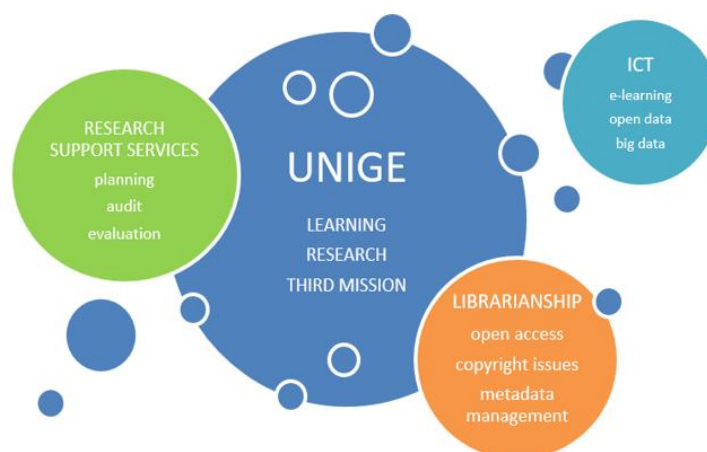 RESEARCH
SUPPORT SERVICES
planning
audit
evaluation
UNIGE
LEARNING
RESEARCH
THIRD MISSION
ICT
e-learning
open data
big data
LIBRARIANSHIP
open access
copyright issues
metadata
management